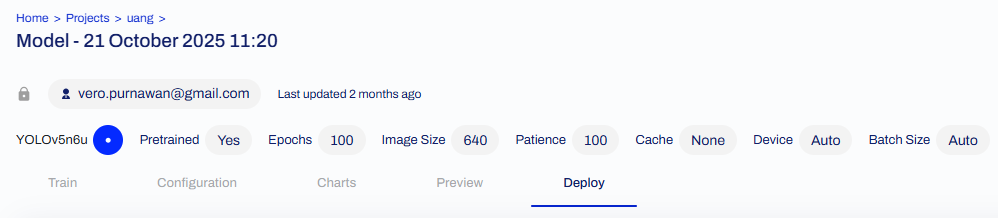 Home > Projects > uang >
Model - 21 October 2025 11:20
vero.purnawan@gmail.com Last updated 2 months ago
YOLOv5n6u Pretrained Yes Epochs 100 Image Size 640 Patience 100 Cache None Device Auto Batch Size Auto
Train Configuration Charts Preview Deploy